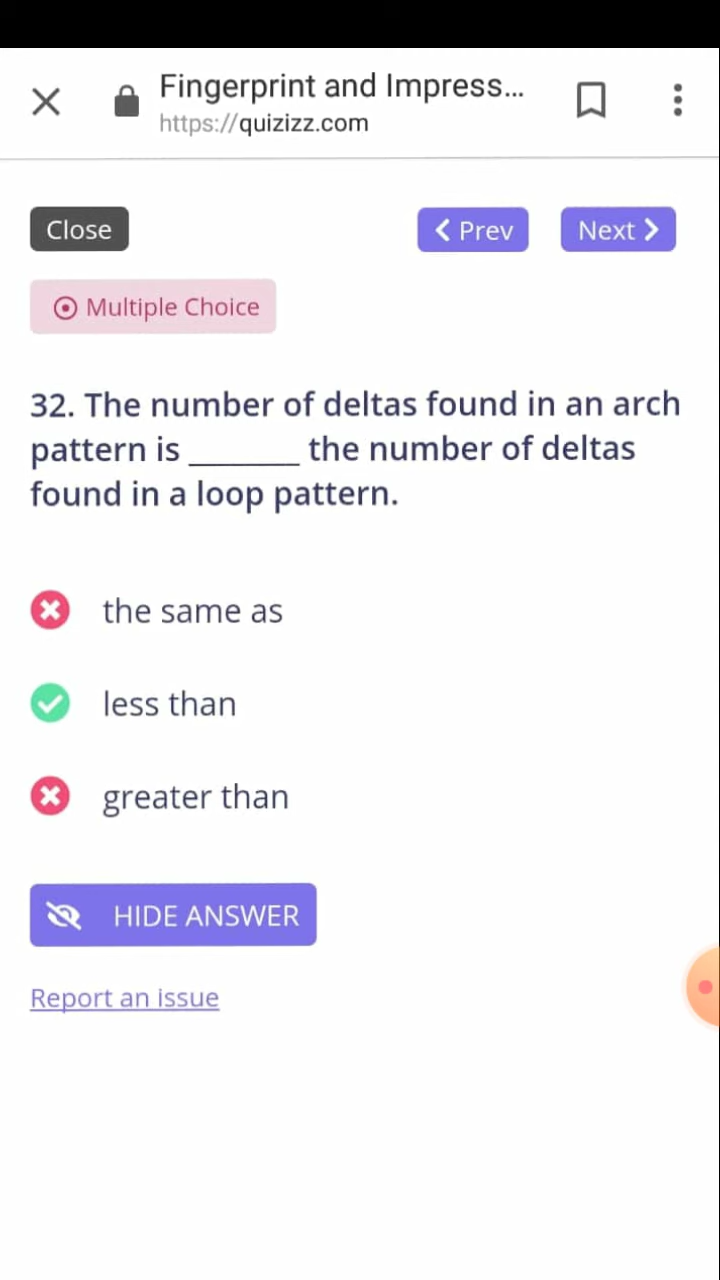 Fingerprint and Impress...
https://quizizz.com
Close
Prev
Next
Multiple Choice
32. The number of deltas found in an arch
pattern is _______ the number of deltas
found in a loop pattern.
the same as
less than
greater than
HIDE ANSWER
Report an issue